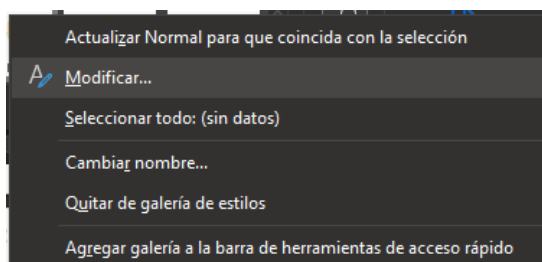 Actualizar Normal para que coincida con la selección
Modificar...
Seleccionar todo: (sin datos)
Cambiar nombre...
Quitar de galería de estilos
Agregar galería a la barra de herramientas de acceso rápido